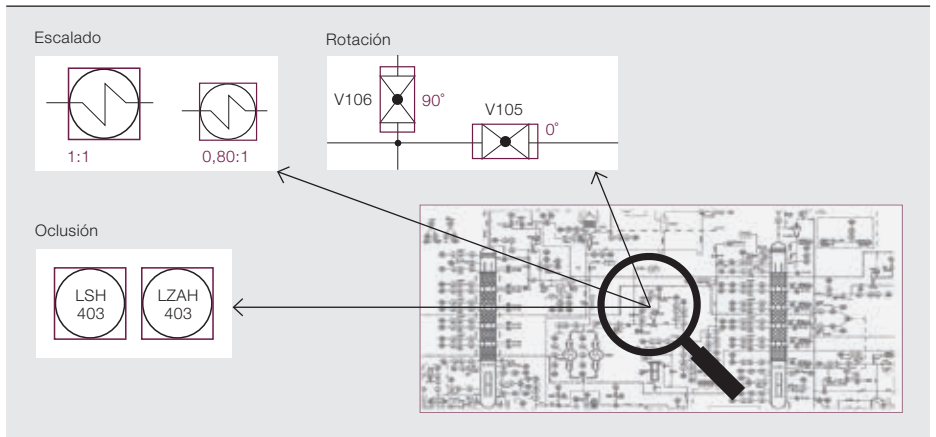 Escalado
1:1
0,80:1
Rotación
V106
90°
V105
0°
Oclusión
LSH
403
LZAH
403